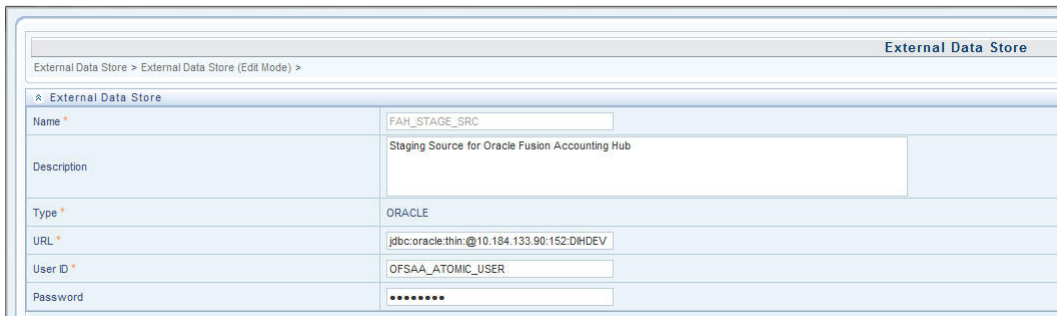 External Data Store
External Data Store > External Data Store (Edit Mode) >
External Data Store
Name * FAH_STAGE_SRC
Description Staging Source for Oracle Fusion Accounting Hub
Type * ORACLE
URL * jdbc:oracle:thin:@10.184.133.90:152:DIHDEV
User ID * OFSAA_ATOMIC_USER
Password ••••••••